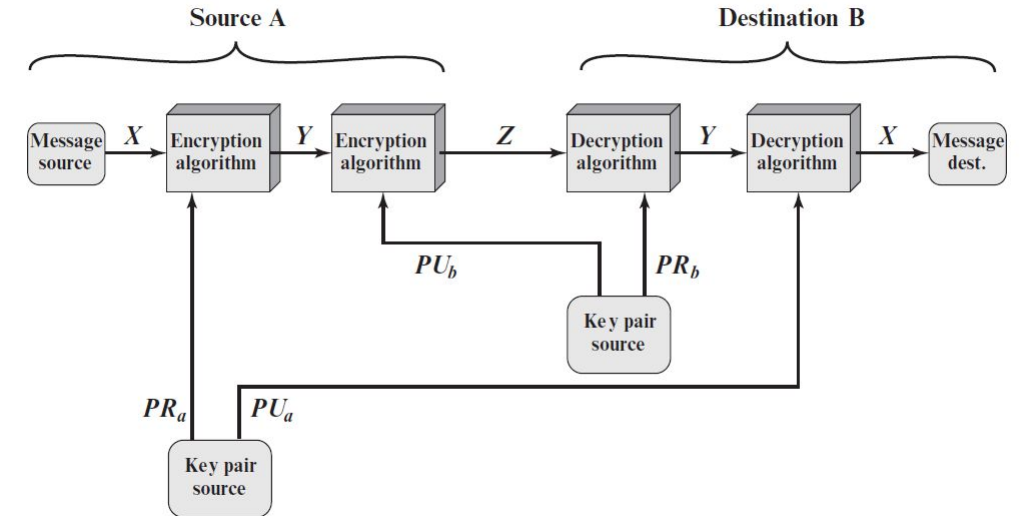 Source A
Destination B
Message
source
X
Encryption
algorithm
Y
Encryption
algorithm
Z
Decryption
algorithm
Y
Decryption
algorithm
X
Message
dest.
PUb
PRb
Key pair
source
PRa
PUa
Key pair
source